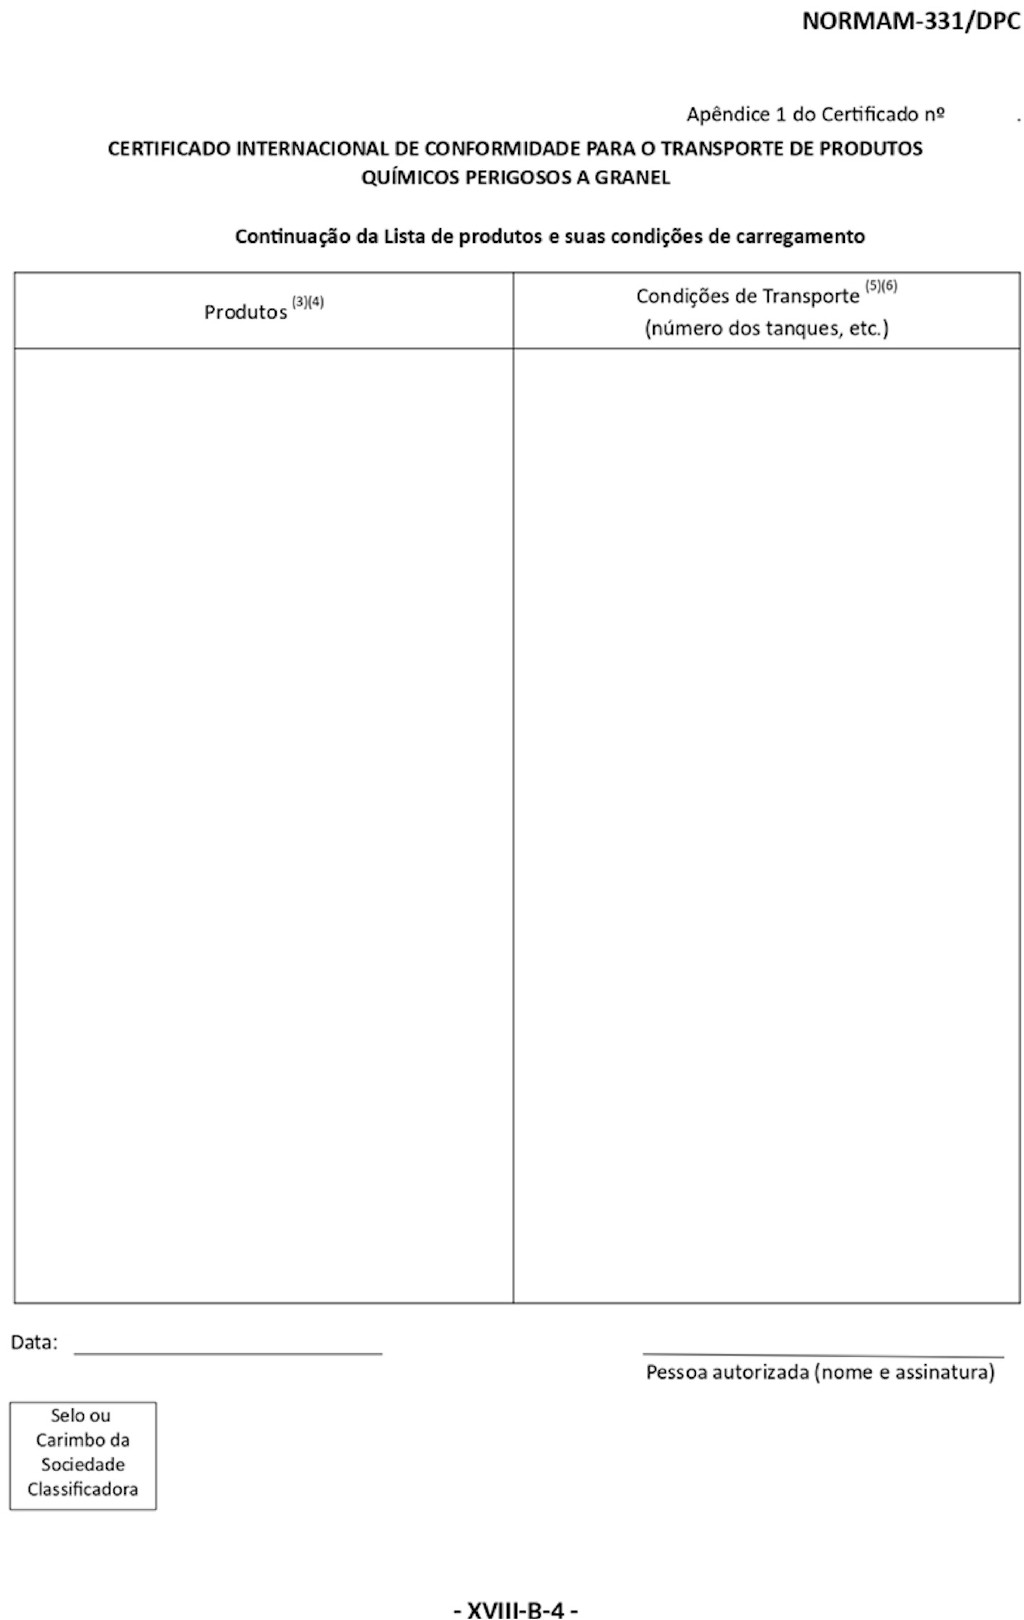 NORMAM-331/DPC
Apêndice 1 do Certificado nº .
CERTIFICADO INTERNACIONAL DE CONFORMIDADE PARA O TRANSPORTE DE PRODUTOS
QUÍMICOS PERIGOSOS A GRANEL
Continuação da Lista de produtos e suas condições de carregamento
Produtos (3)(4)
Condições de Transporte (5)(6)
(número dos tanques, etc.)
Data:
Pessoa autorizada (nome e assinatura)
Selo ou
Carimbo da
Sociedade
Classificadora
- XVIII-B-4 -